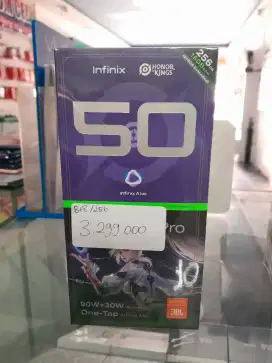 Infinix
HONOR
OF KINGS
256GB
50
Infinix AI∞
8+8 / 256
3.299.000
Pro
90W+30W
One-Tap
JBL